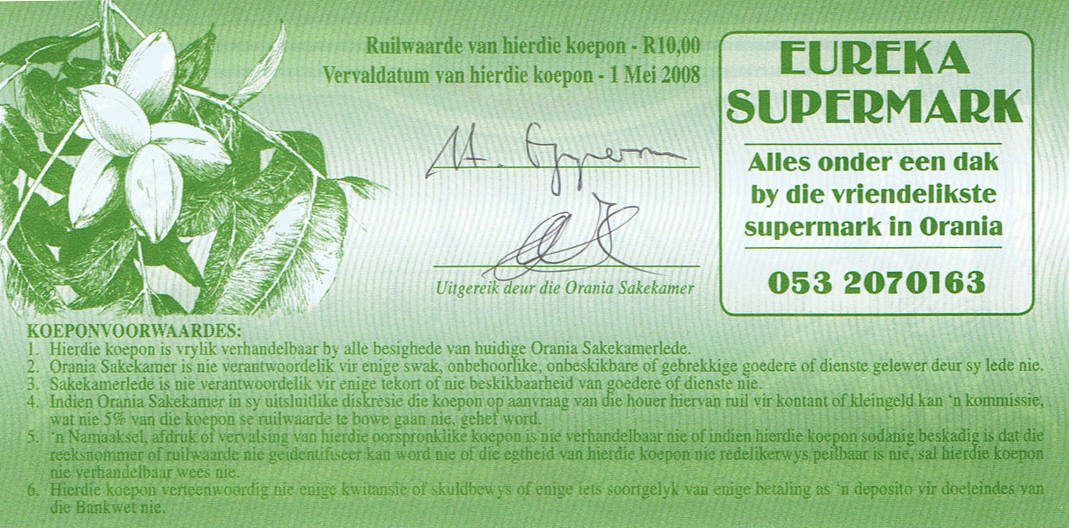 Ruilwaarde van hierdie koepon - R10,00
Vervaldatum van hierdie koepon - 1 Mei 2008
Uitgereik deur die Orania Sakekamer
EUREKA
SUPERMARK
Alles onder een dak
by die vriendelikste
supermark in Orania
053 2070163
KOEPONVOORWAARDES:
1. Hierdie koepon is vrylik verhandelbaar by alle besighede van huidige Orania Sakekamerlede.
2. Orania Sakekamer is nie verantwoordelik vir enige swak, onbehoorlike, onbeskikbare of gebrekkige goedere of dienste gelewer deur sy lede nie.
3. Sakekamerlede is nie verantwoordelik vir enige tekort of nie beskikbaarheid van goedere of dienste nie.
4. Indien Orania Sakekamer in sy uitsluitlike diskresie die koepon op aanvraag van die houer hiervan ruil vir kontant of kleingeld kan 'n kommissie,
wat nie 5% van die koepon se ruilwaarde te bowe gaan nie, gehef word.
5. 'n Namaaksel, afdruk of vervalsing van hierdie oorspronklike koepon is nie verhandelbaar nie of indien hierdie koepon sodanig beskadig is dat die
reeksnommer of ruilwaarde nie geidentifiseer kan word nie of die egtheid van hierdie koepon nie redelikerwys peilbaar is nie, sal hierdie koepon
nie verhandelbaar wees nie.
6. Hierdie koepon verteenwoordig nie enige kwitansie of skuldbewys of enige iets soortgelyk van enige betaling as 'n deposito vir doeleindes van
die Bankwet nie.